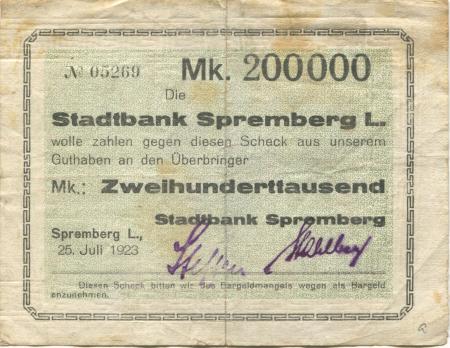 № 05269 Mk. 200000
Die
Stadtbank Spremberg L.
wolle zahlen gegen diesen Scheck aus unserem
Guthaben an den Überbringer
Mk.: Zweihunderttausend
Stadtbank Spremberg
Spremberg L.,
25. Juli 1923
Diesen Scheck bitten wir des Bargeldmangels wegen als Bargeld
anzunehmen.